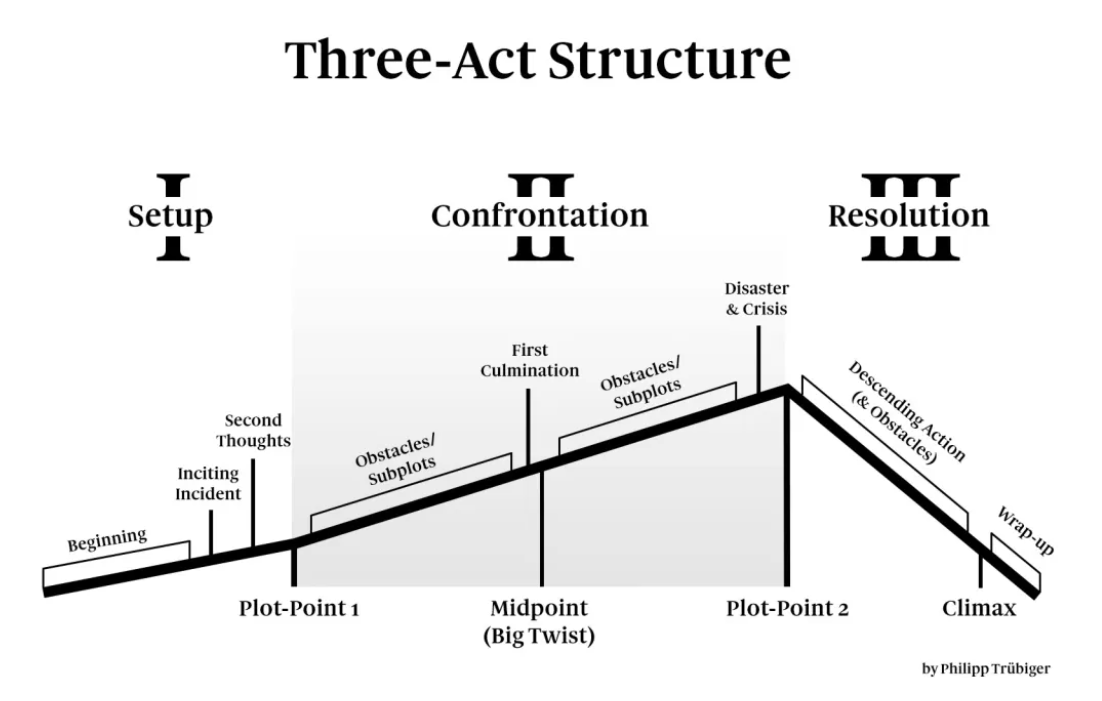 Three-Act Structure
I
Setup
II
Confrontation
III
Resolution
Beginning
Inciting
Incident
Second
Thoughts
Obstacles/
Subplots
First
Culmination
Obstacles/
Subplots
Disaster
& Crisis
Descending Action
(& Obstacles)
Wrap-up
Plot-Point 1
Midpoint
(Big Twist)
Plot-Point 2
Climax
by Philipp Trübiger